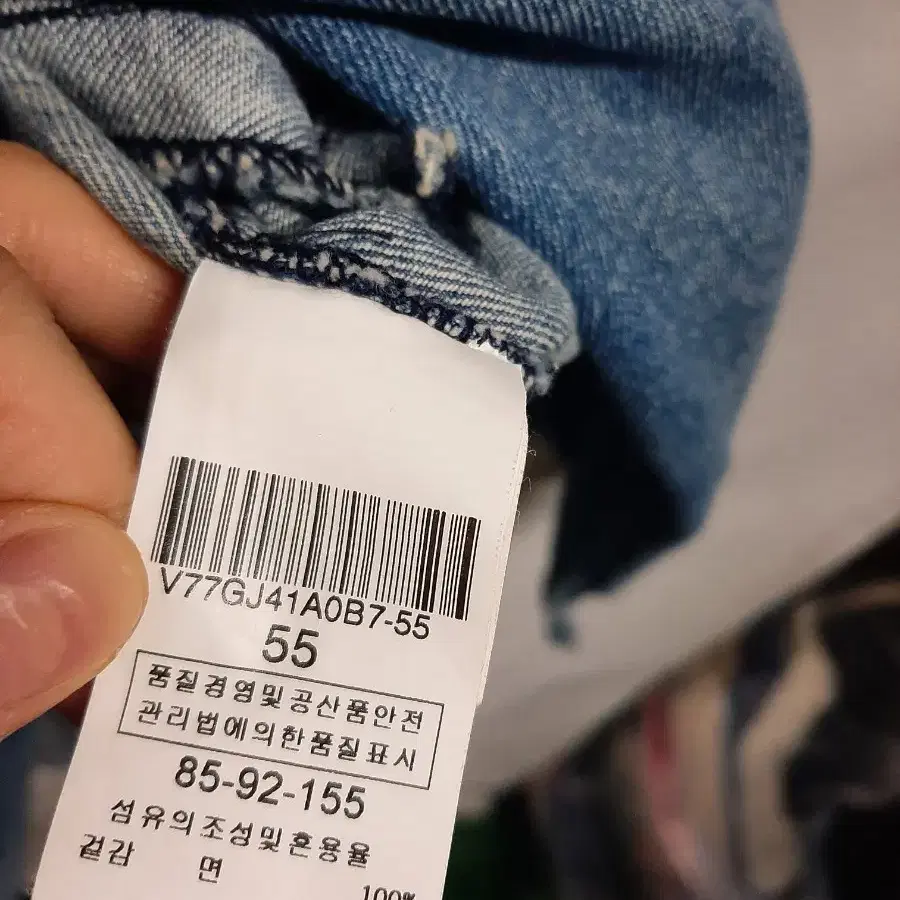 V77GJ41A0B7-55
55
품질경영및공산품안전
관리법에의한품질표시
85-92-155
섬유의조성및혼용율
겉감 면
100%